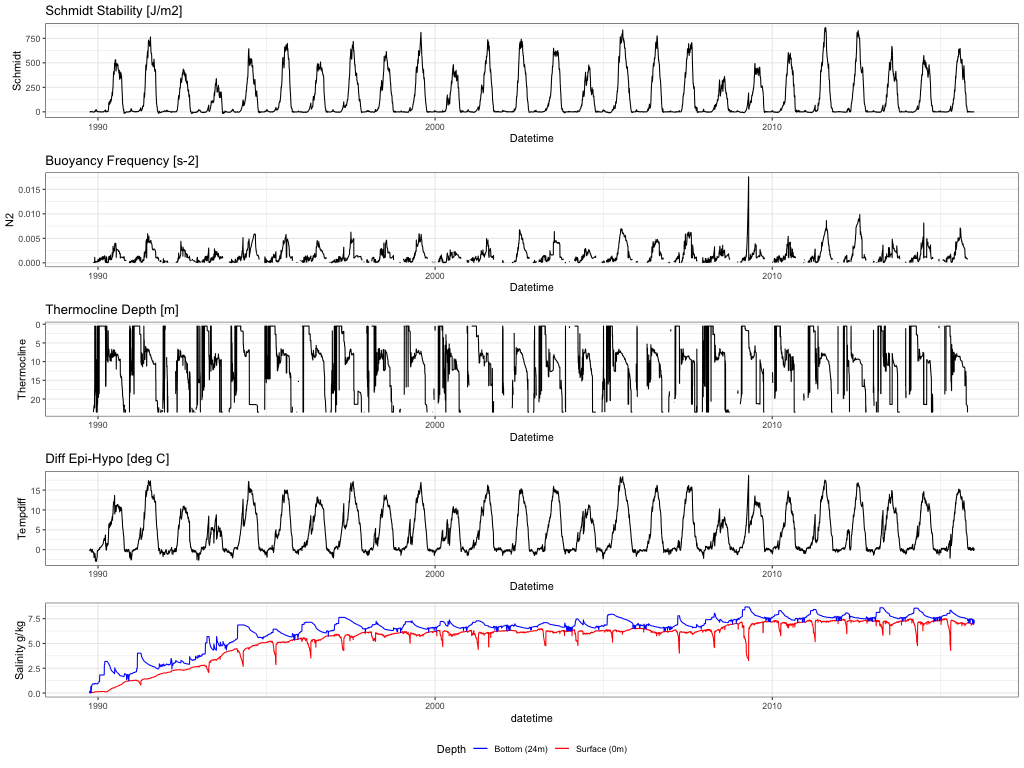 Schmidt Stability [J/m2]
Schmidt
750
500
250
0
1990 2000 2010
Datetime
Buoyancy Frequency [s-2]
N2
0.015
0.010
0.005
0.000
1990 2000 2010
Datetime
Thermocline Depth [m]
Thermocline
0
5
10
15
20
1990 2000 2010
Datetime
Diff Epi-Hypo [deg C]
Tempdiff
15
10
5
0
1990 2000 2010
Datetime
Salinity g/kg
7.5
5.0
2.5
0.0
1990 2000 2010
datetime
Depth Bottom (24m) Surface (0m)